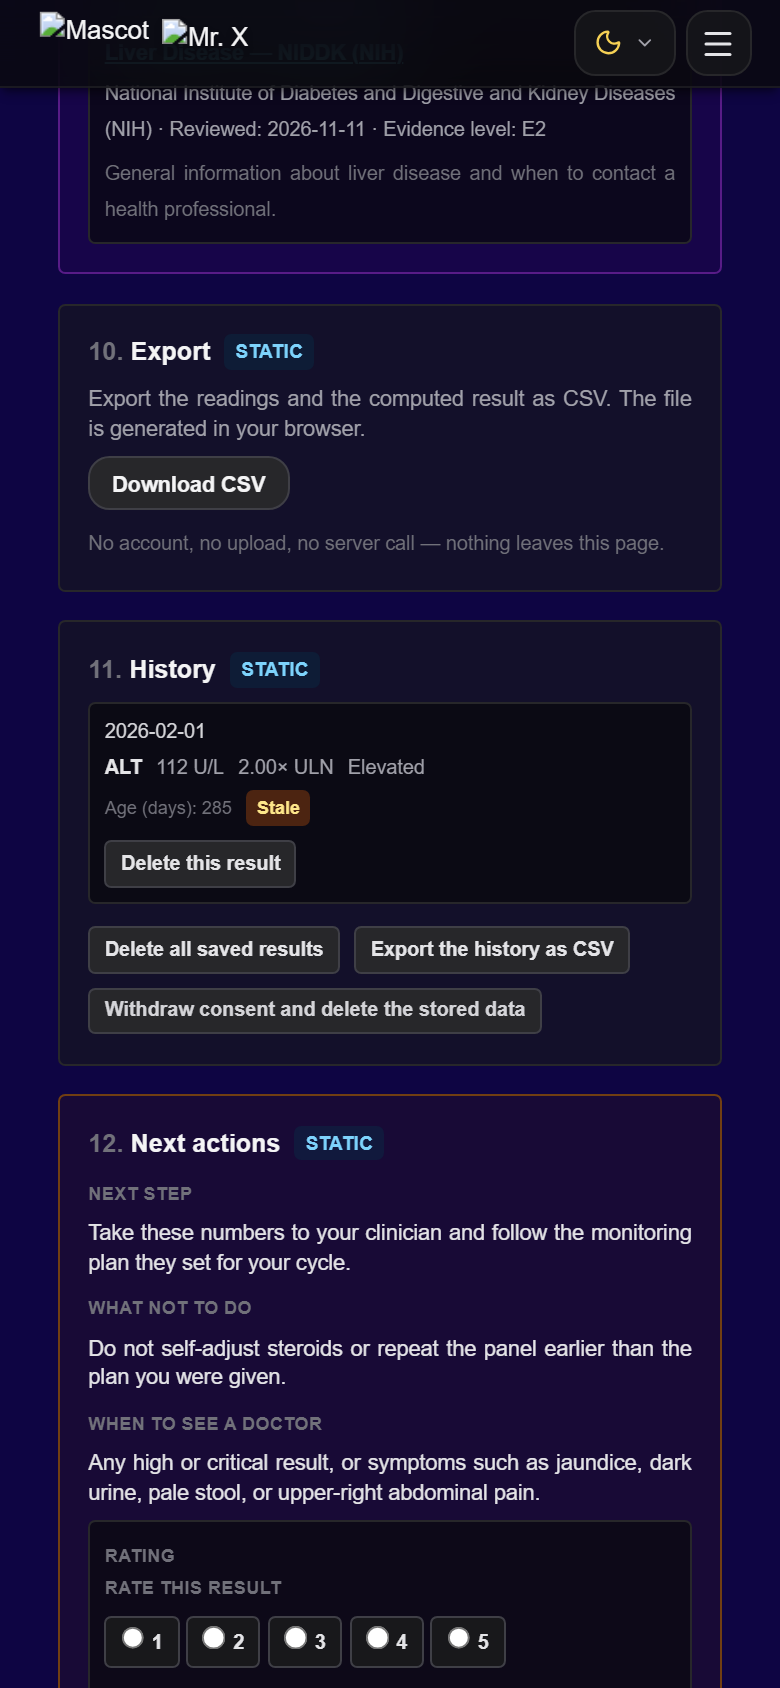 Mascot Mr. X
Liver Disease — NIDDK (NIH)
National Institute of Diabetes and Digestive and Kidney Diseases
(NIH) · Reviewed: 2026-11-11 · Evidence level: E2
General information about liver disease and when to contact a
health professional.
10. Export STATIC
Export the readings and the computed result as CSV. The file
is generated in your browser.
Download CSV
No account, no upload, no server call — nothing leaves this page.
11. History STATIC
2026-02-01
ALT 112 U/L 2.00× ULN Elevated
Age (days): 285 Stale
Delete this result
Delete all saved results Export the history as CSV
Withdraw consent and delete the stored data
12. Next actions STATIC
NEXT STEP
Take these numbers to your clinician and follow the monitoring
plan they set for your cycle.
WHAT NOT TO DO
Do not self-adjust steroids or repeat the panel earlier than the
plan you were given.
WHEN TO SEE A DOCTOR
Any high or critical result, or symptoms such as jaundice, dark
urine, pale stool, or upper-right abdominal pain.
RATING
RATE THIS RESULT
1 2 3 4 5